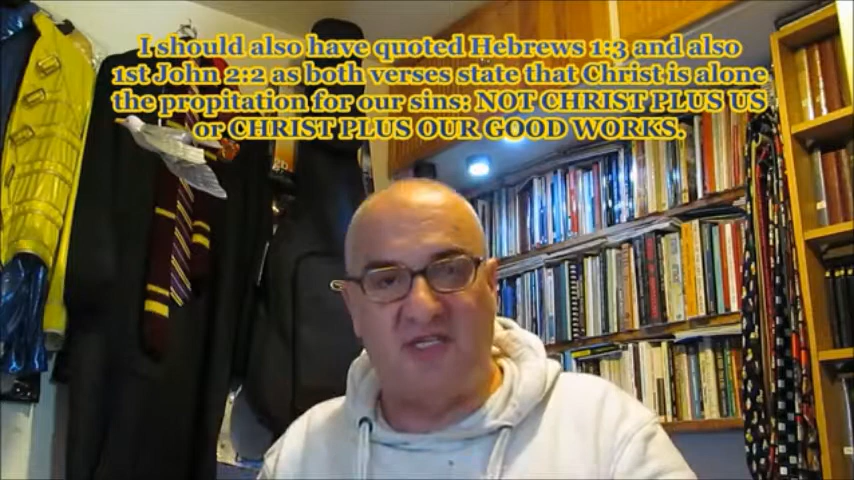 I should also have quoted Hebrews 1:3 and also
1st John 2:2 as both verses state that Christ is alone
the propitation for our sins: NOT CHRIST PLUS US
or CHRIST PLUS OUR GOOD WORKS.